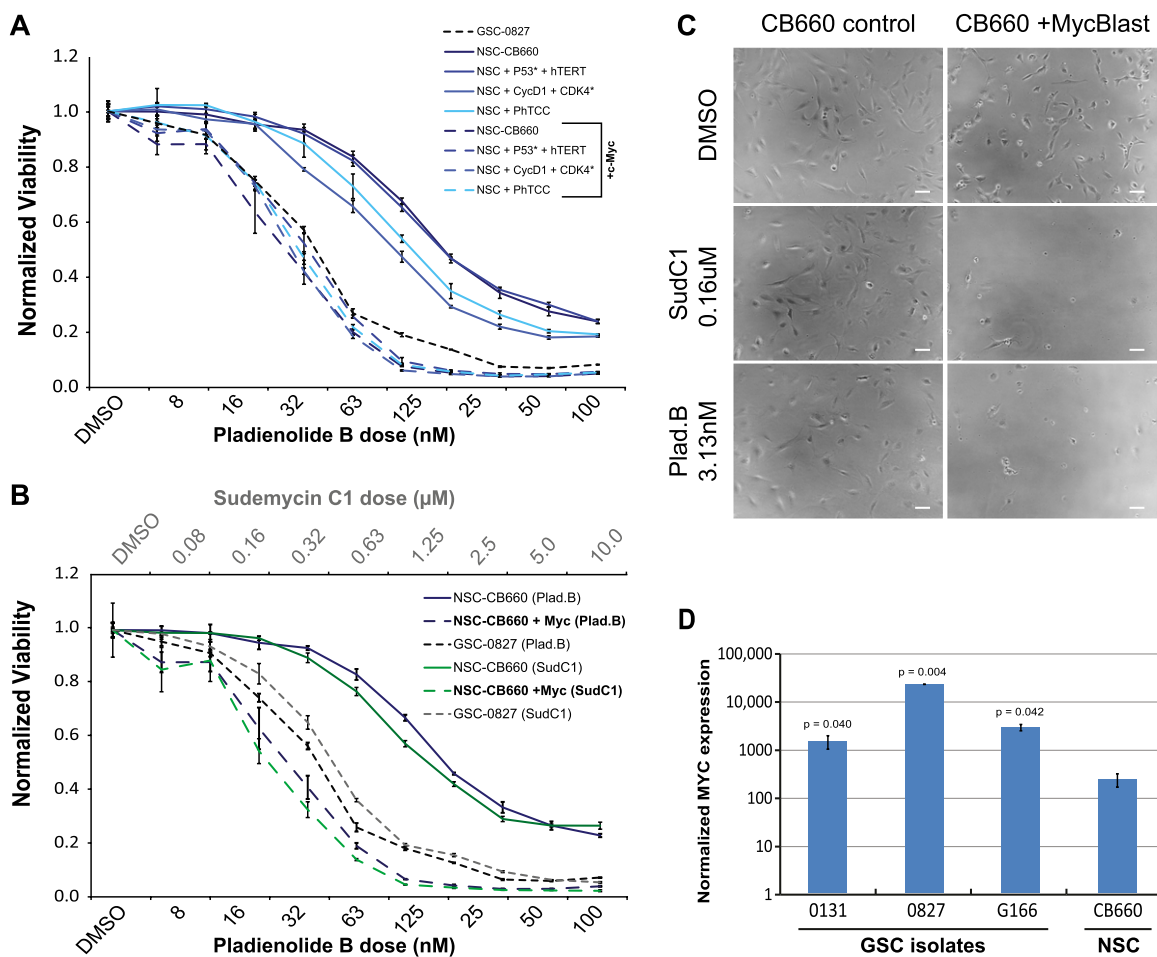 A
GSC-0827
NSC-CB660
NSC + P53* + hTERT
NSC + CycD1 + CDK4*
NSC + PhTCC
NSC-CB660
NSC + P53* + hTERT
NSC + CycD1 + CDK4*
NSC + PhTCC
+c-Myc
Normalized Viability
1.2
1.0
0.8
0.6
0.4
0.2
0.0
DMSO 8 16 32 63 125 25 50 100
Pladienolide B dose (nM)
B
Sudemycin C1 dose (µM)
DMSO 0.08 0.16 0.32 0.63 1.25 2.5 5.0 10.0
NSC-CB660 (Plad.B)
NSC-CB660 + Myc (Plad.B)
GSC-0827 (Plad.B)
NSC-CB660 (SudC1)
NSC-CB660 +Myc (SudC1)
GSC-0827 (SudC1)
Normalized Viability
1.2
1.0
0.8
0.6
0.4
0.2
0.0
DMSO 8 16 32 63 125 25 50 100
Pladienolide B dose (nM)
C
CB660 control CB660 +MycBlast
DMSO
SudC1
0.16uM
Plad.B
3.13nM
D
Normalized MYC expression
100,000
10,000
1000
100
10
1
p = 0.040
p = 0.004
p = 0.042
0131 0827 G166 CB660
GSC isolates NSC